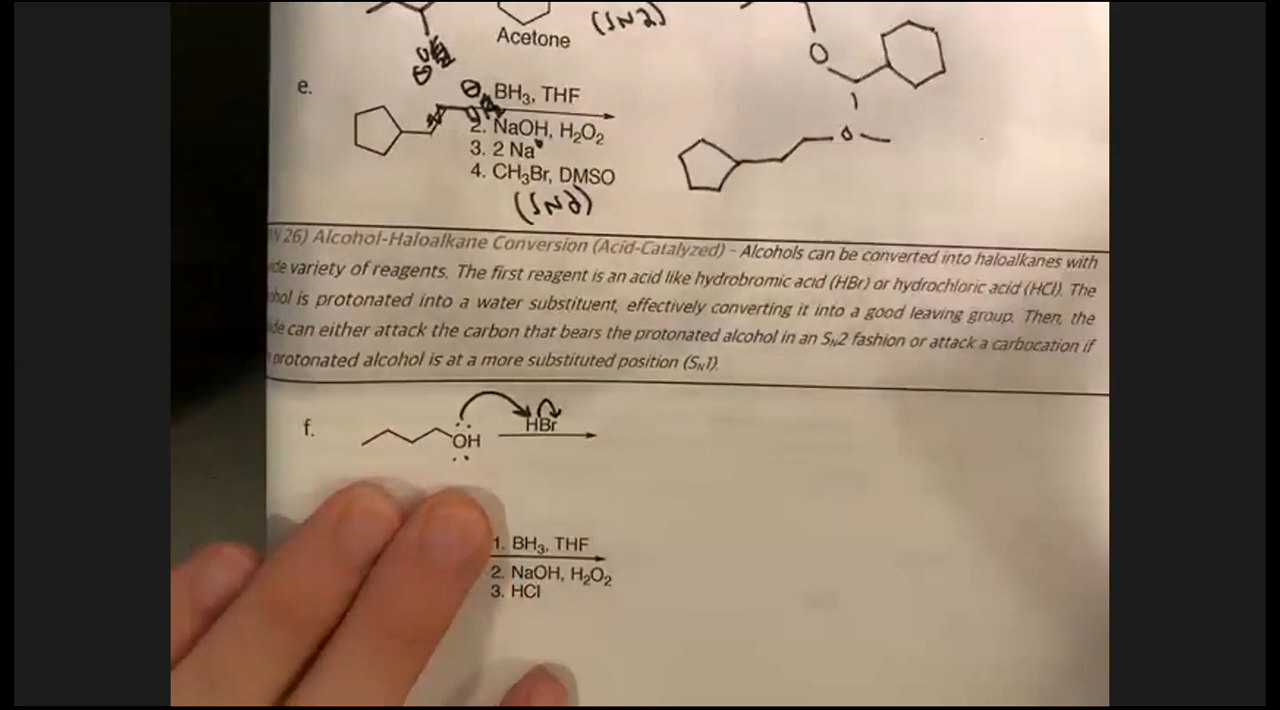 Acetone
(SN2)
O
e.
BH3, THF
2. NaOH, H2O2
3. 2 Na
4. CH3Br, DMSO
(SN2)
O
26) Alcohol-Haloalkane Conversion (Acid-Catalyzed) - Alcohols can be converted into haloalkanes with
variety of reagents. The first reagent is an acid like hydrobromic acid (HBr) or hydrochloric acid (HCl). The
is protonated into a water substituent, effectively converting it into a good leaving group. Then, the
can either attack the carbon that bears the protonated alcohol in an SN2 fashion or attack a carbocation if
protonated alcohol is at a more substituted position (SN1).
f.
OH
HBr
1. BH3, THF
2. NaOH, H2O2
3. HCl